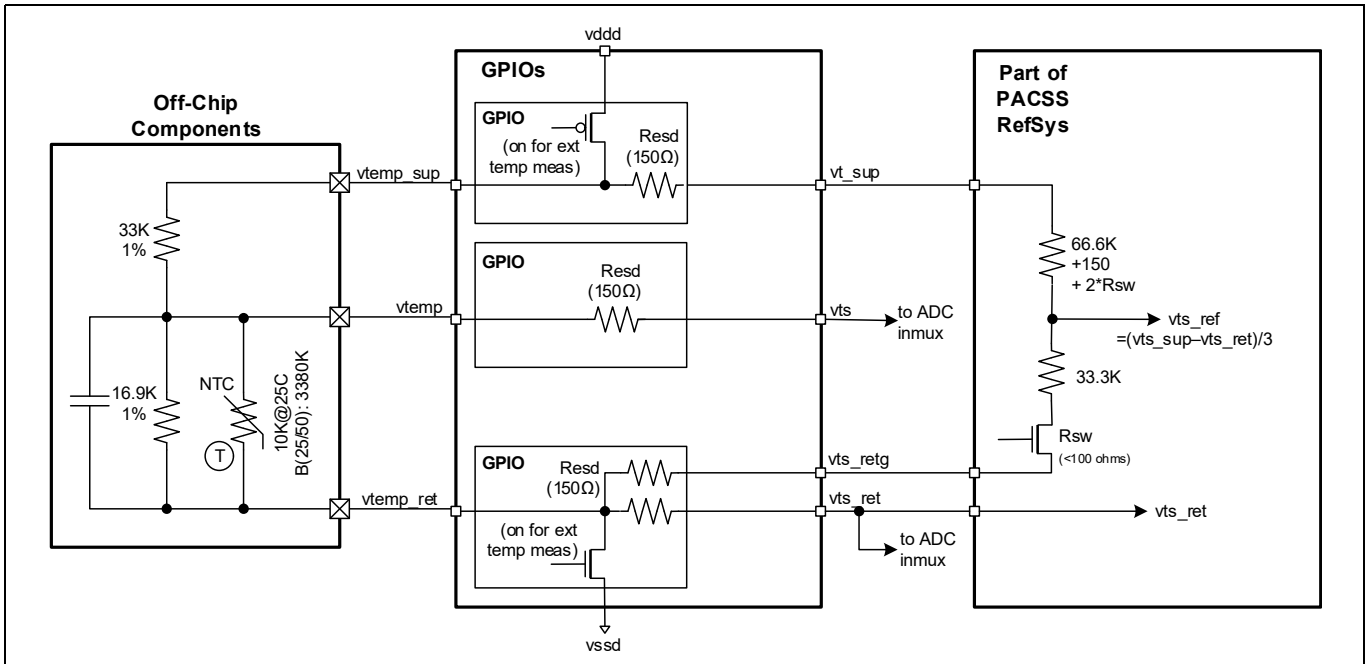 vddd
GPIOs
Part of
PACSS
RefSys
Off-Chip
Components
GPIO
(on for ext
temp meas)
Resd
(150Ω)
vtemp_sup
vt_sup
33K
1%
66.6K
+150
+ 2*Rsw
GPIO
Resd
(150Ω)
vtemp
vts
to ADC
inmux
vts_ref
=(vts_sup–vts_ret)/3
33.3K
16.9K
1%
NTC
10K@25C
B(25/50): 3380K
T
Rsw
(<100 ohms)
GPIO
Resd
(150Ω)
vts_retg
vtemp_ret
vts_ret
vts_ret
(on for ext
temp meas)
to ADC
inmux
vssd